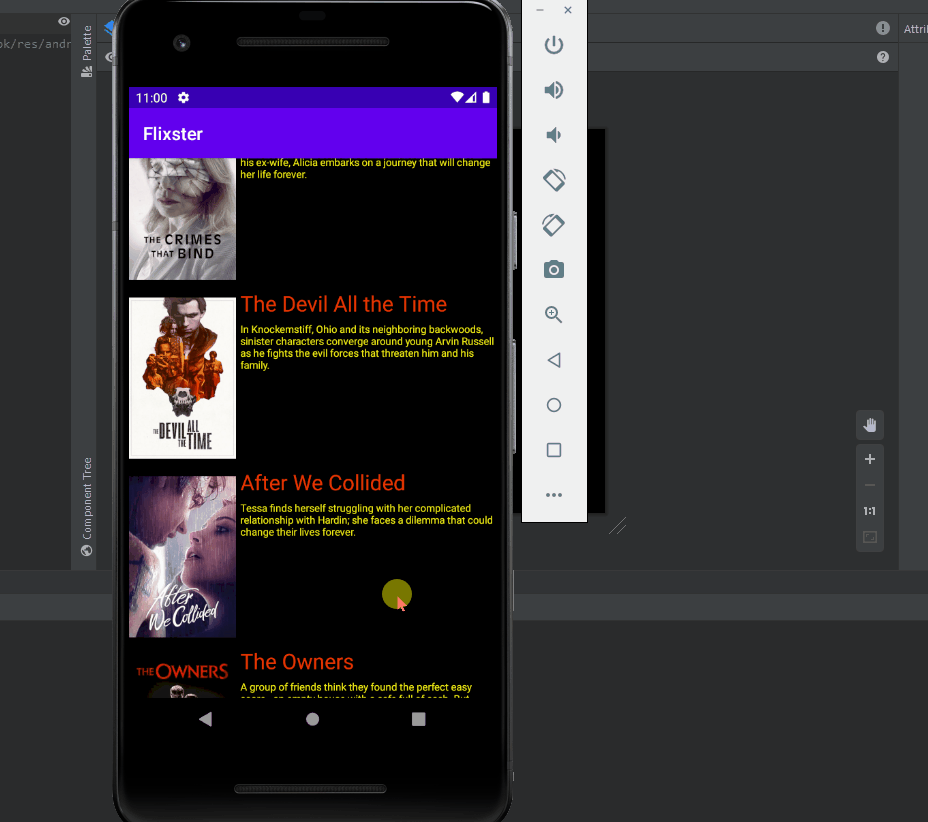 ok/res/andr
Palette
Attri
11:00
Flixster
his ex-wife, Alicia embarks on a journey that will change
her life forever.
THE CRIMES
THAT BIND
The Devil All the Time
In Knockemstiff, Ohio and its neighboring backwoods,
sinister characters converge around young Arvin Russell
as he fights the evil forces that threaten him and his
family.
THE DEVIL ALL
THE TIME
After We Collided
Tessa finds herself struggling with her complicated
relationship with Hardin; she faces a dilemma that could
change their lives forever.
After
We Collided
The Owners
A group of friends think they found the perfect easy
THE OWNERS
Component Tree
1:1